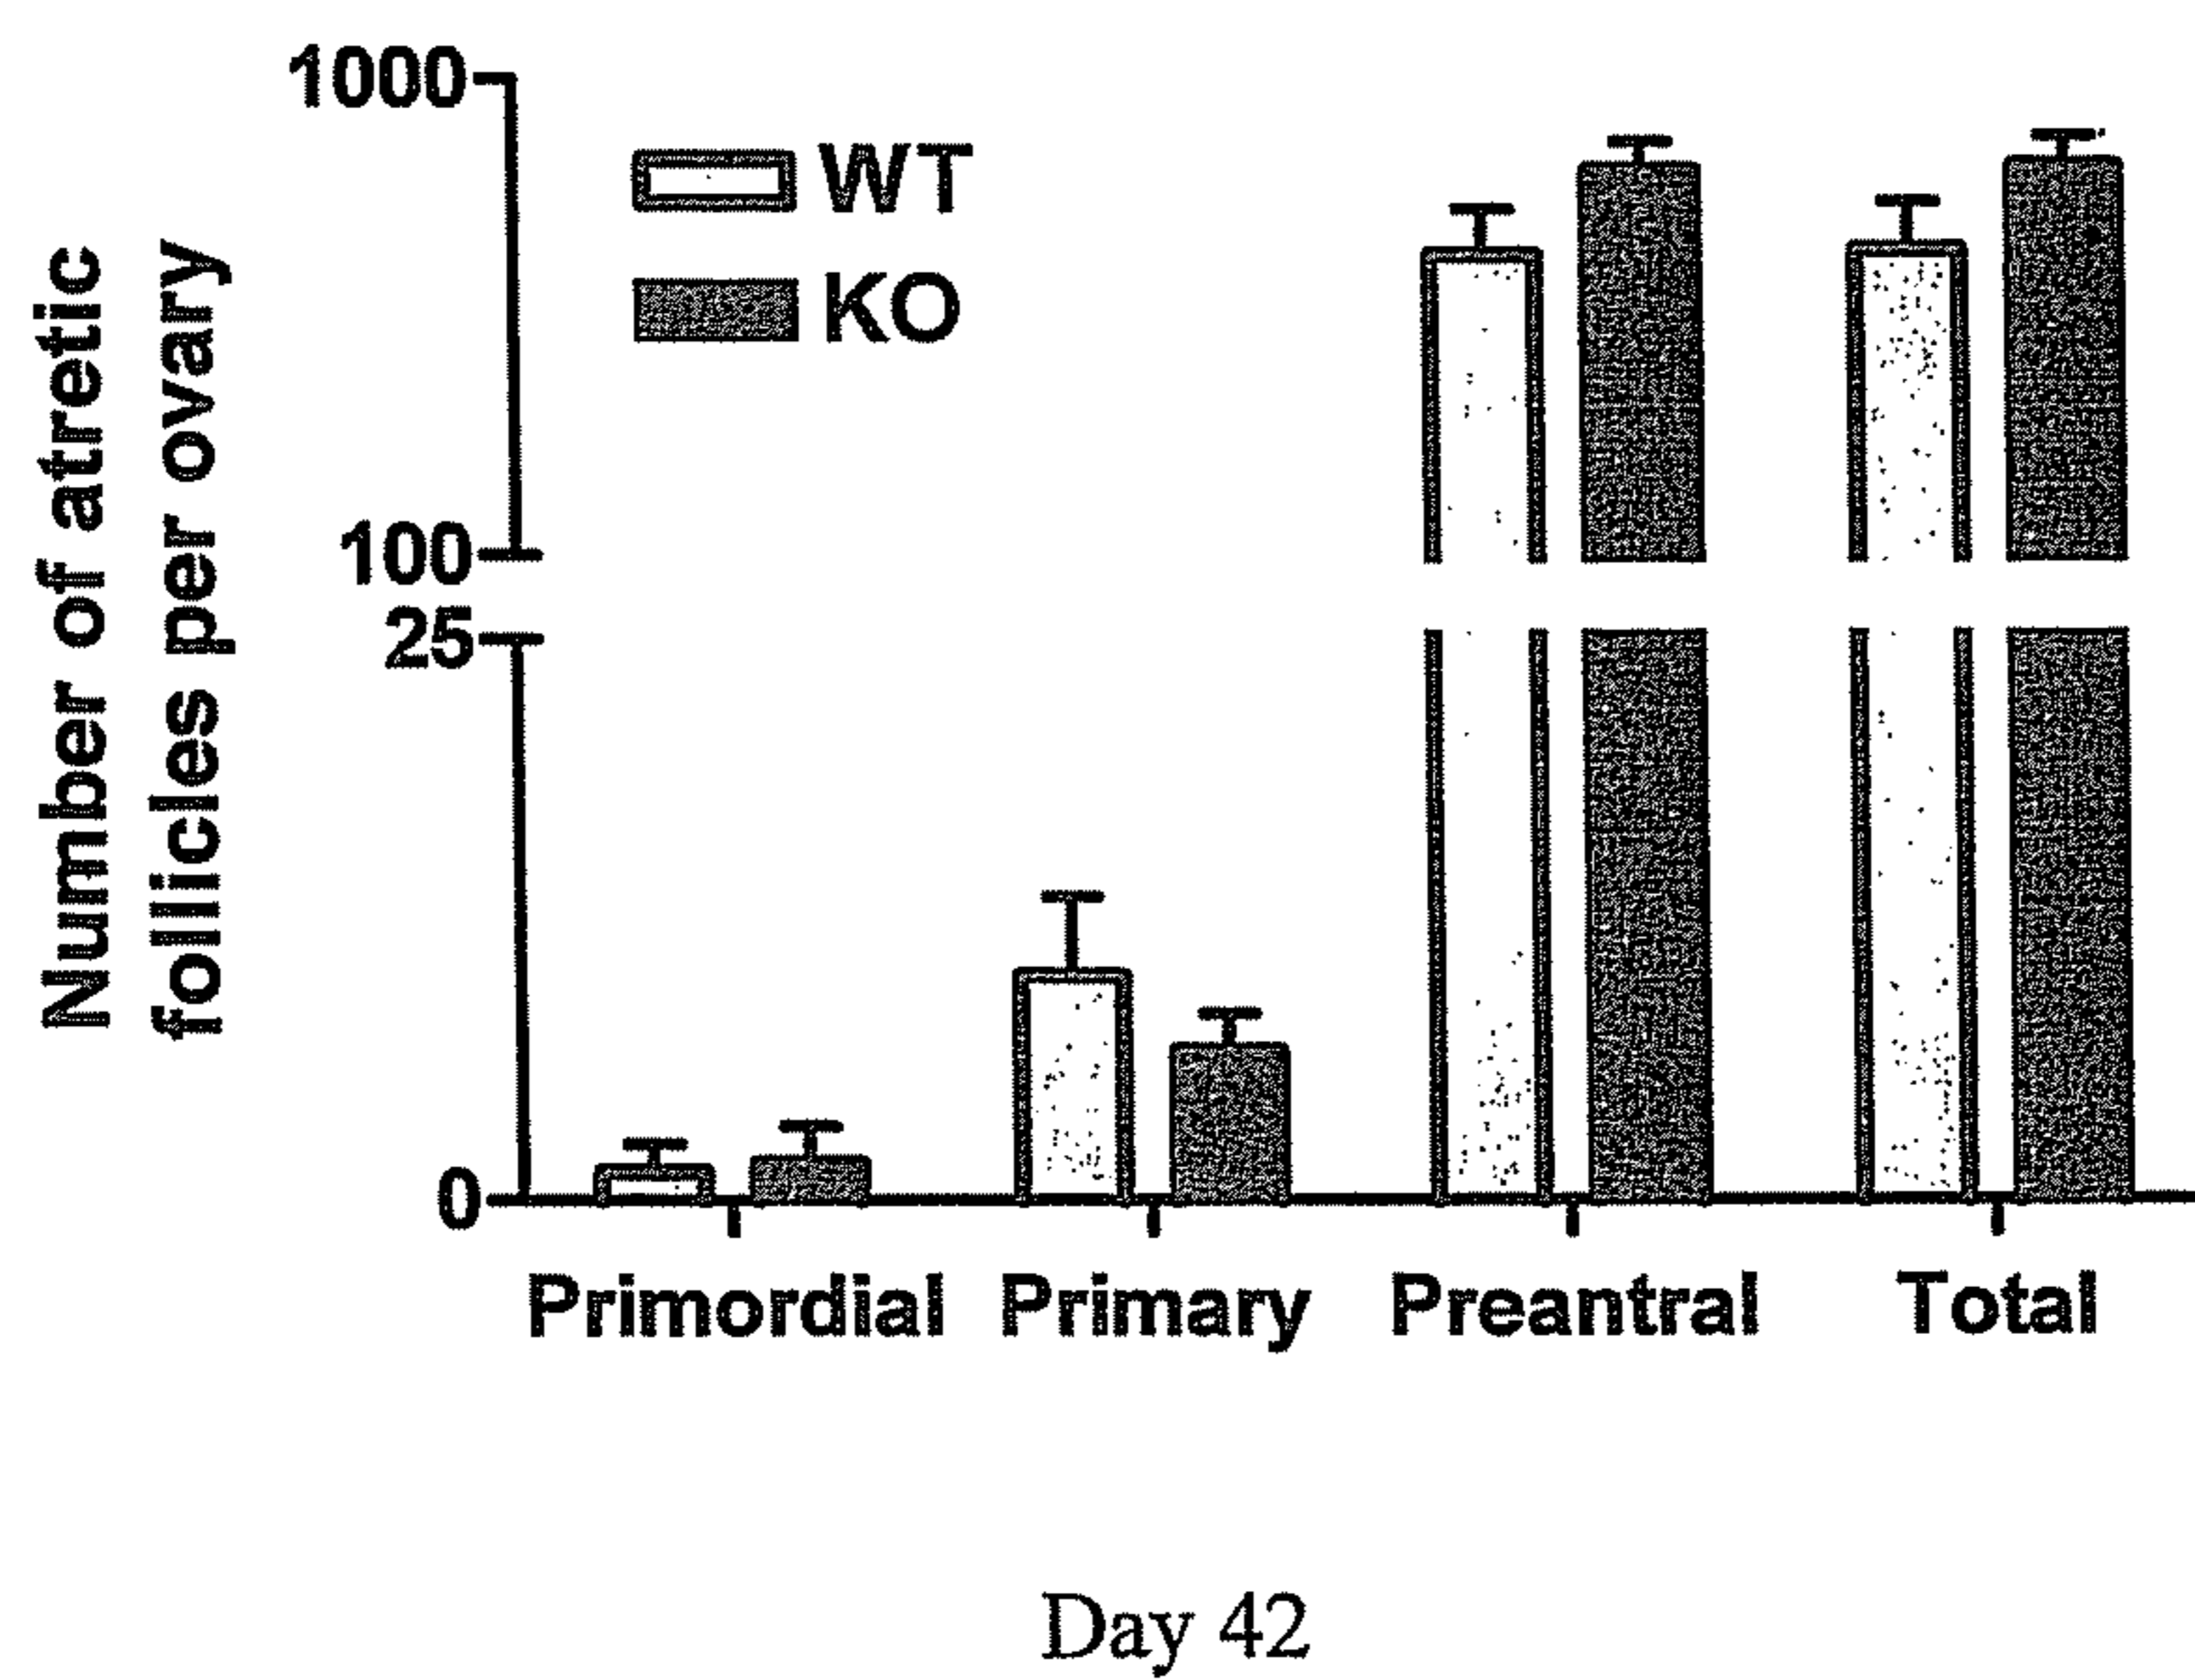 Number of atretic
follicles per ovary
1000
100
25
0
WT
KO
Primordial Primary Preantral Total
Day 42